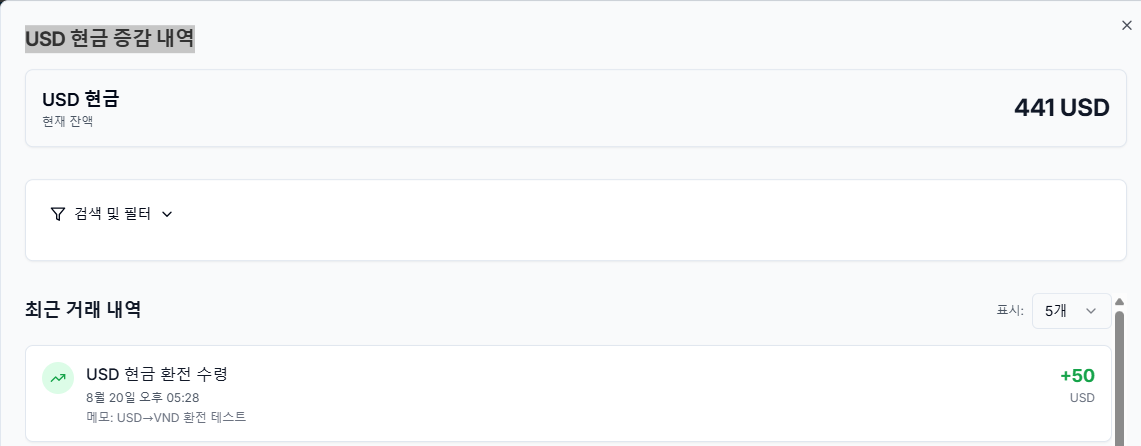 USD 현금 증감 내역
USD 현금
현재 잔액
441 USD
검색 및 필터
최근 거래 내역
표시:
5개
USD 현금 환전 수령
8월 20일 오후 05:28
메모: USD→VND 환전 테스트
+50
USD